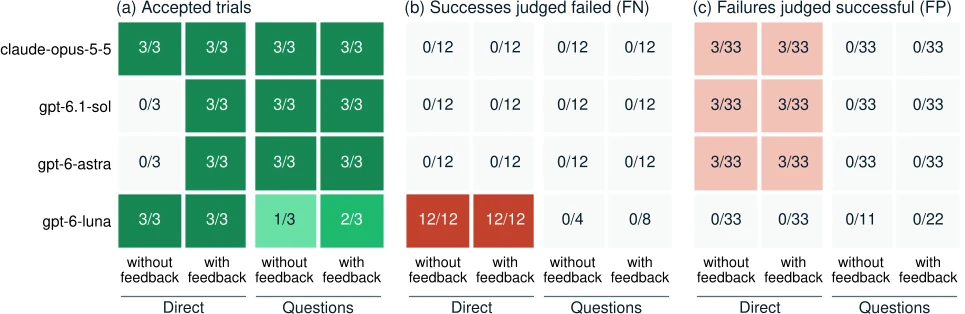 (a) Accepted trials
(b) Successes judged failed (FN)
(c) Failures judged successful (FP)
claude-opus-5-5 3/3 3/3 3/3 3/3 0/12 0/12 0/12 0/12 3/33 3/33 0/33 0/33
gpt-6.1-sol 0/3 3/3 3/3 3/3 0/12 0/12 0/12 0/12 3/33 3/33 0/33 0/33
gpt-6-astra 0/3 3/3 3/3 3/3 0/12 0/12 0/12 0/12 3/33 3/33 0/33 0/33
gpt-6-luna 3/3 3/3 1/3 2/3 12/12 12/12 0/4 0/8 0/33 0/33 0/11 0/22
without with without with without with without with without with without with
feedback feedback feedback feedback feedback feedback feedback feedback feedback feedback feedback feedback
Direct Questions Direct Questions Direct Questions